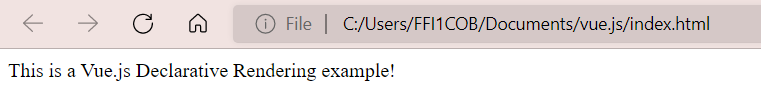 File | C:/Users/FFI1COB/Documents/vue.js/index.html
This is a Vue.js Declarative Rendering example!